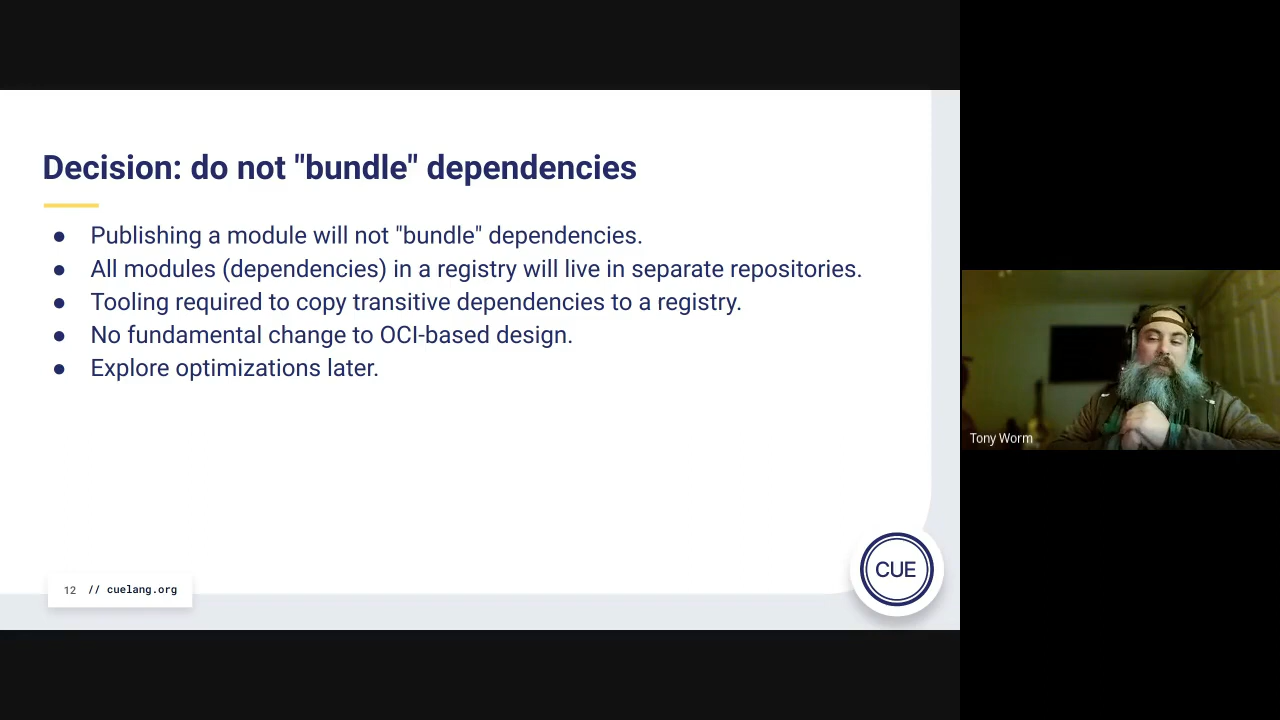 Decision: do not "bundle" dependencies
● Publishing a module will not "bundle" dependencies.
● All modules (dependencies) in a registry will live in separate repositories.
● Tooling required to copy transitive dependencies to a registry.
● No fundamental change to OCI-based design.
● Explore optimizations later.
12 // cuelang.org
CUE
Tony Worm